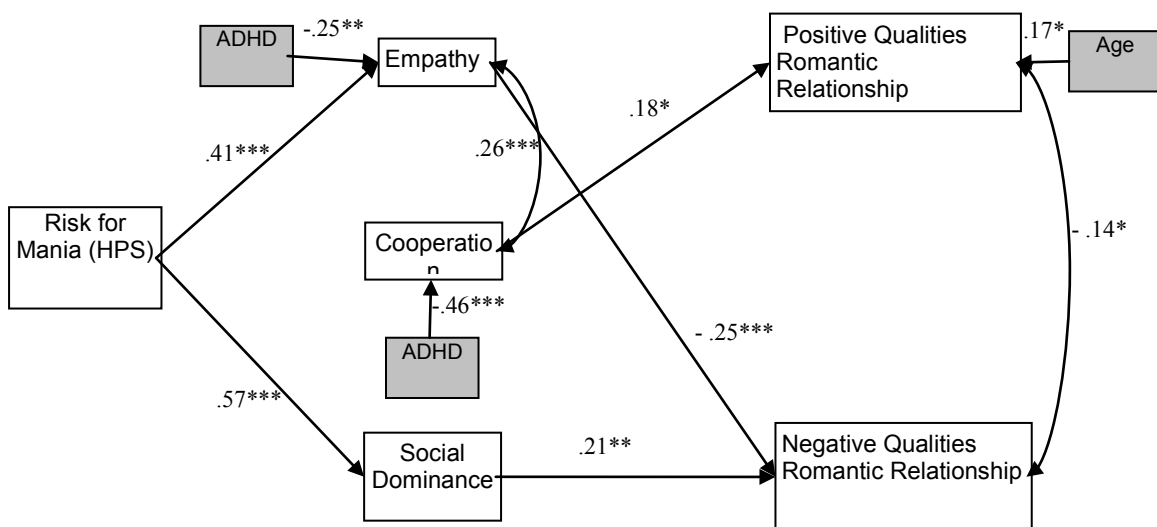 ADHD
-.25**
Empathy
Positive Qualities
Romantic
Relationship
.17*
Age
.18*
.41***
.26***
Risk for
Mania (HPS)
Cooperatio
n
- .14*
-.46***
ADHD
- .25***
.57***
Social
Dominance
.21**
Negative Qualities
Romantic Relationship